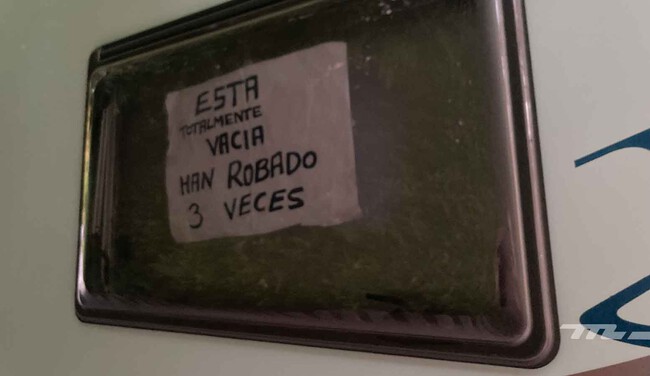 ESTA
TOTALMENTE
VACIA
HAN ROBADO
3 VECES